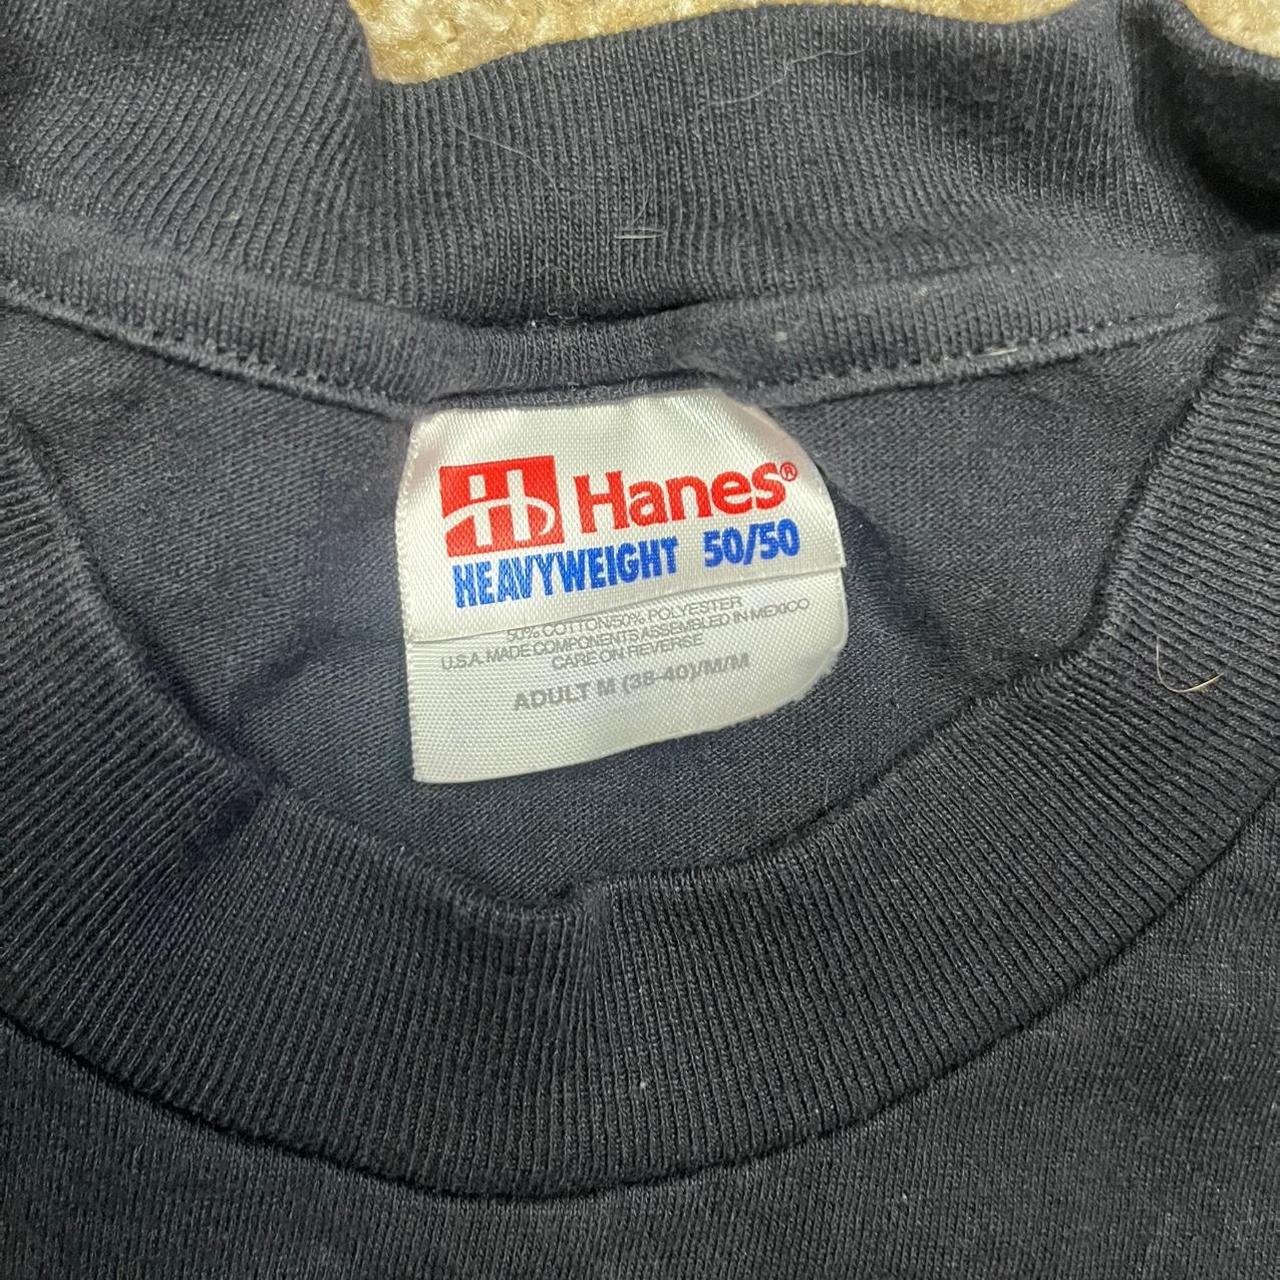 Hanes®
HEAVYWEIGHT 50/50
50% COTTON/50% POLYESTER
U.S.A. MADE COMPONENTS ASSEMBLED IN MEXICO
CARE ON REVERSE
ADULT M (38-40)/M/M